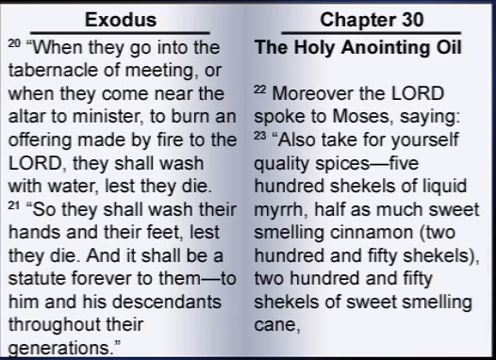 Exodus
20 “When they go into the
tabernacle of meeting, or
when they come near the
altar to minister, to burn an
offering made by fire to the
LORD, they shall wash
with water, lest they die.
21 “So they shall wash their
hands and their feet, lest
they die. And it shall be a
statute forever to them—to
him and his descendants
throughout their
generations.”
Chapter 30
The Holy Anointing Oil
22 Moreover the LORD
spoke to Moses, saying:
23 “Also take for yourself
quality spices—five
hundred shekels of liquid
myrrh, half as much sweet
smelling cinnamon (two
hundred and fifty shekels),
two hundred and fifty
shekels of sweet smelling
cane,